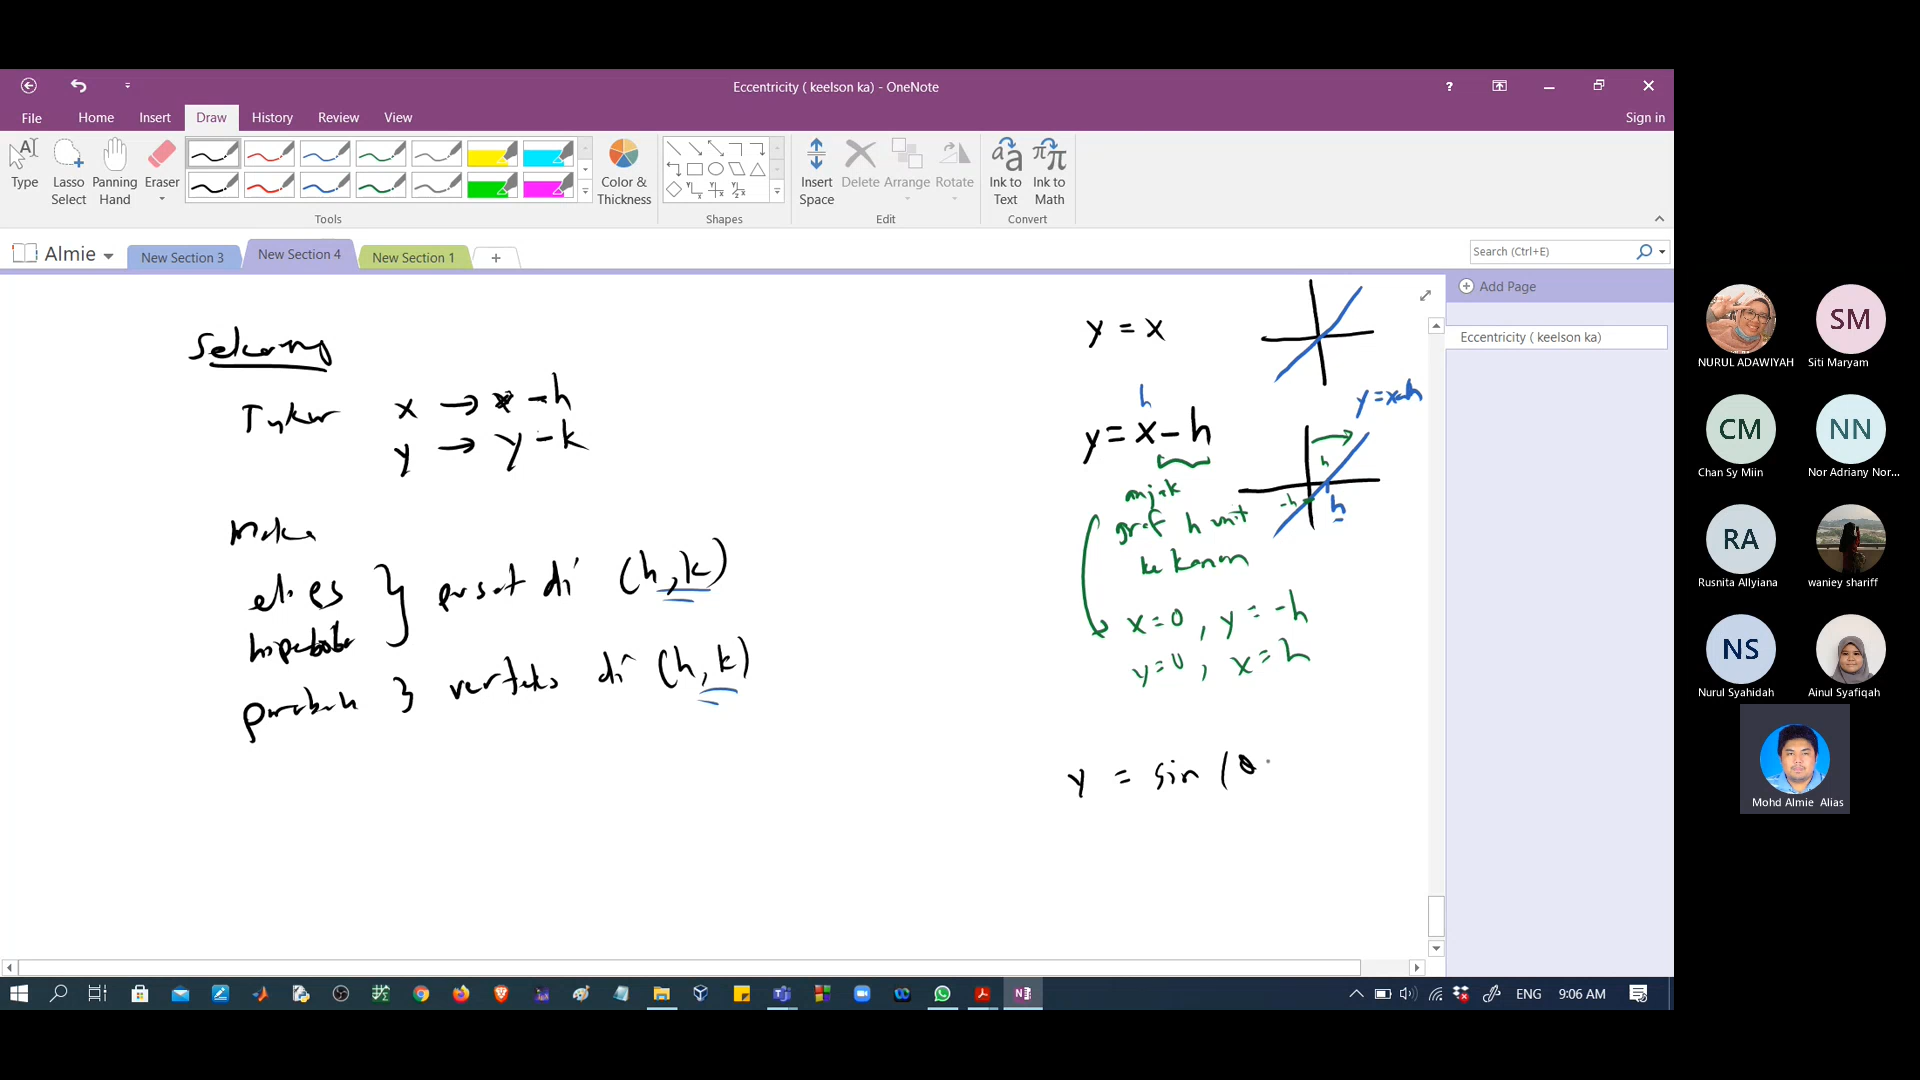 Eccentricity ( keelson ka) - OneNote
File Home Insert Draw History Review View
Sign in
Type
Lasso Select
Panning Hand
Eraser
Color & Thickness
Insert Space
Delete
Arrange
Rotate
Ink to Text
Ink to Math
Tools
Shapes
Edit
Convert
Almie
New Section 3
New Section 4
New Section 1
+
Search (Ctrl+E)
Add Page
Eccentricity ( keelson ka)
Sekarang
Tukar x → x - h
y → y - k
Maka
elips
hiperbola } pusat di (h,k)
parabola } verteks di (h,k)
y = x
h
y = x - h
anjak
graf h unit
ke kanan
x=0 , y = -h
y=0 , x = h
y = x-h
h
-h
h
y = sin (θ
NURUL ADAWIYAH
SM
Siti Maryam
CM
Chan Sy Miin
NN
Nor Adriany Nor...
RA
Rusnita Allyiana
waniey shariff
NS
Nurul Syahidah
Ainul Syafiqah
Mohd Almie Alias
ENG
9:06 AM